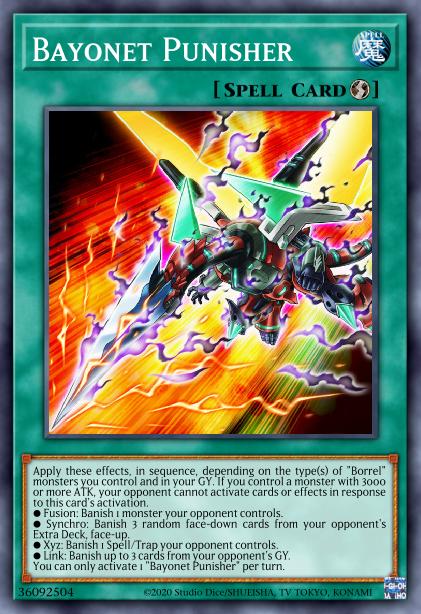 BAYONET PUNISHER
SPELL
魔
[SPELL CARD]
Apply these effects, in sequence, depending on the type(s) of "Borrel"
monsters you control and in your GY. If you control a monster with 3000
or more ATK, your opponent cannot activate cards or effects in response
to this card's activation.
● Fusion: Banish 1 monster your opponent controls.
● Synchro: Banish 3 random face-down cards from your opponent's
Extra Deck, face-up.
● Xyz: Banish 1 Spell/Trap your opponent controls.
● Link: Banish up to 3 cards from your opponent's GY.
You can only activate 1 "Bayonet Punisher" per turn.
36092504 ©2020 Studio Dice/SHUEISHA, TV TOKYO, KONAMI